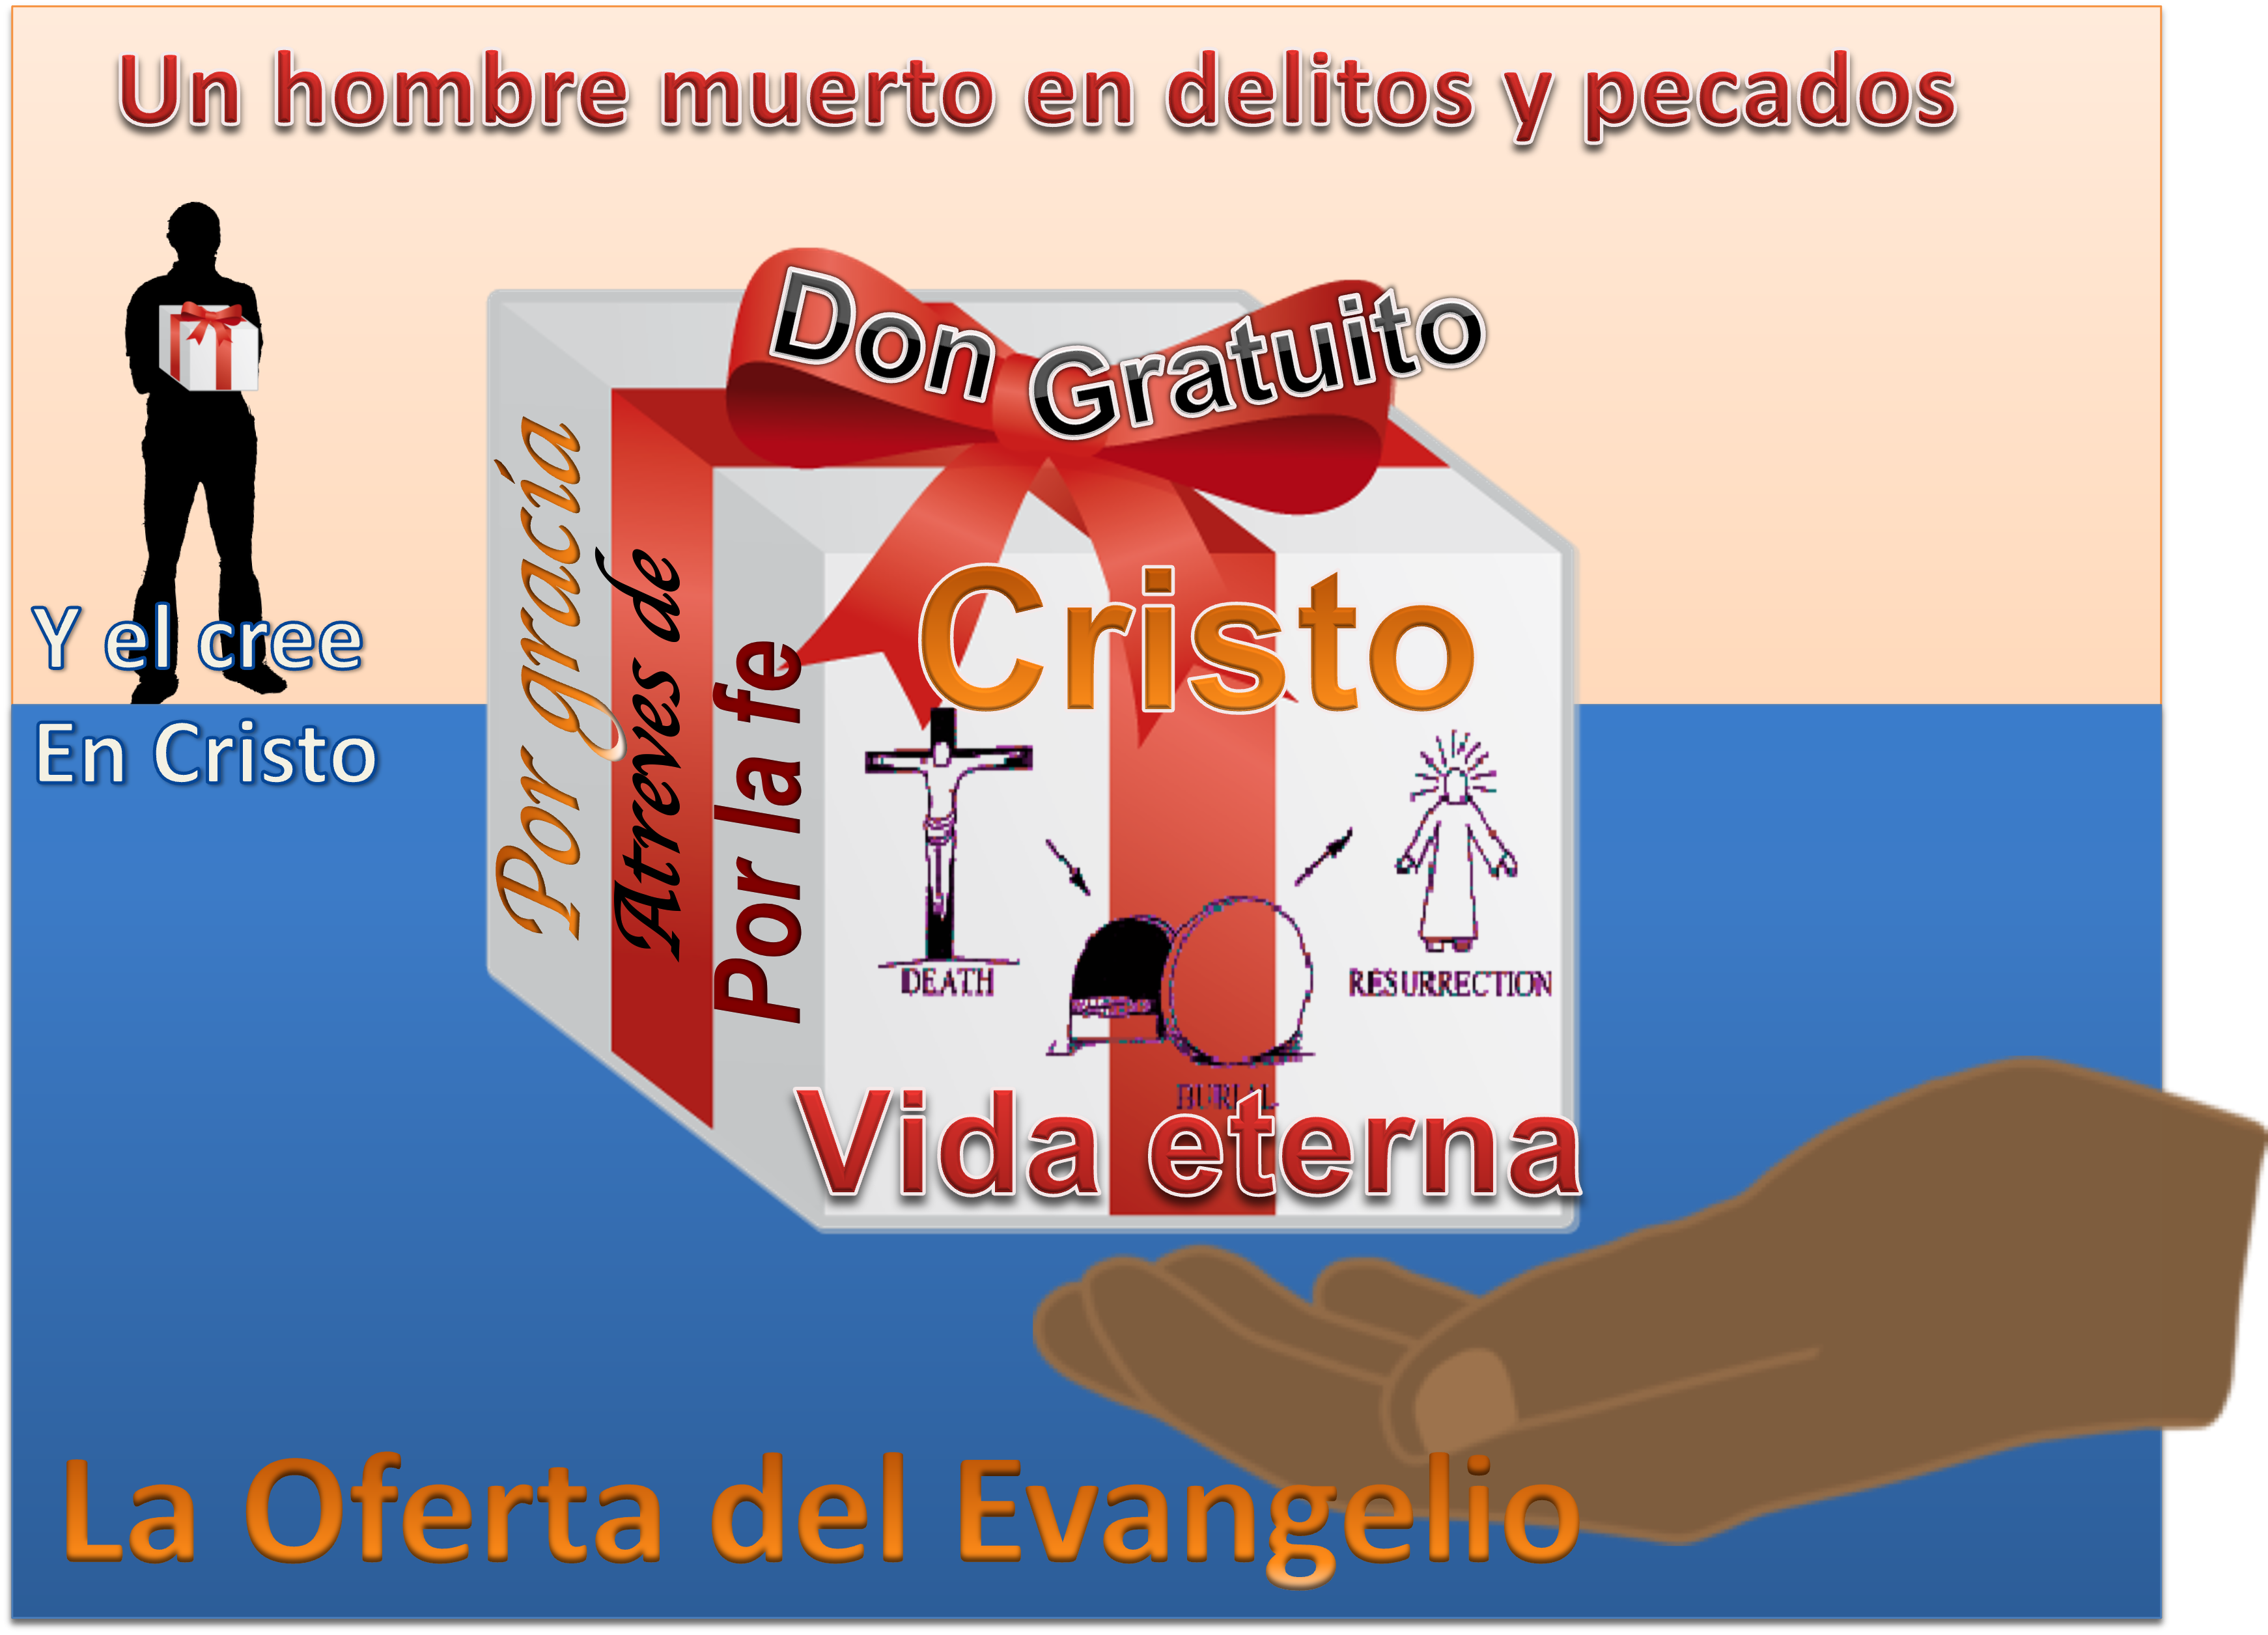 Un hombre muerto en delitos y pecados
Don Gratuito
Por gracia
Atreves de
Por la fe
Cristo
Y el cree
En Cristo
DEATH
RESURRECTION
BURIAL
Vida eterna
La Oferta del Evangelio